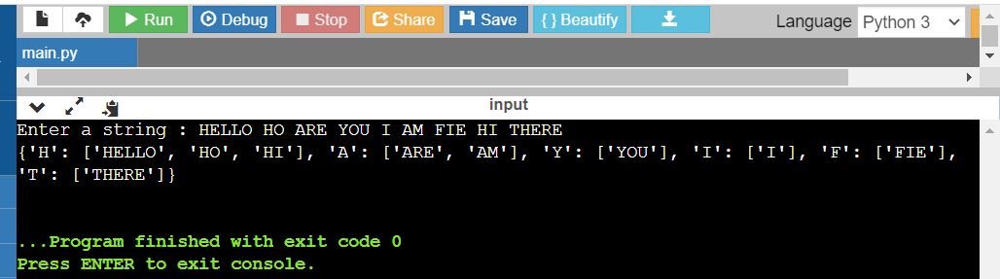 Run Debug Stop Share Save { } Beautify Language Python 3
main.py
input
Enter a string : HELLO HO ARE YOU I AM FIE HI THERE
{'H': ['HELLO', 'HO', 'HI'], 'A': ['ARE', 'AM'], 'Y': ['YOU'], 'I': ['I'], 'F': ['FIE'],
'T': ['THERE']}
...Program finished with exit code 0
Press ENTER to exit console.